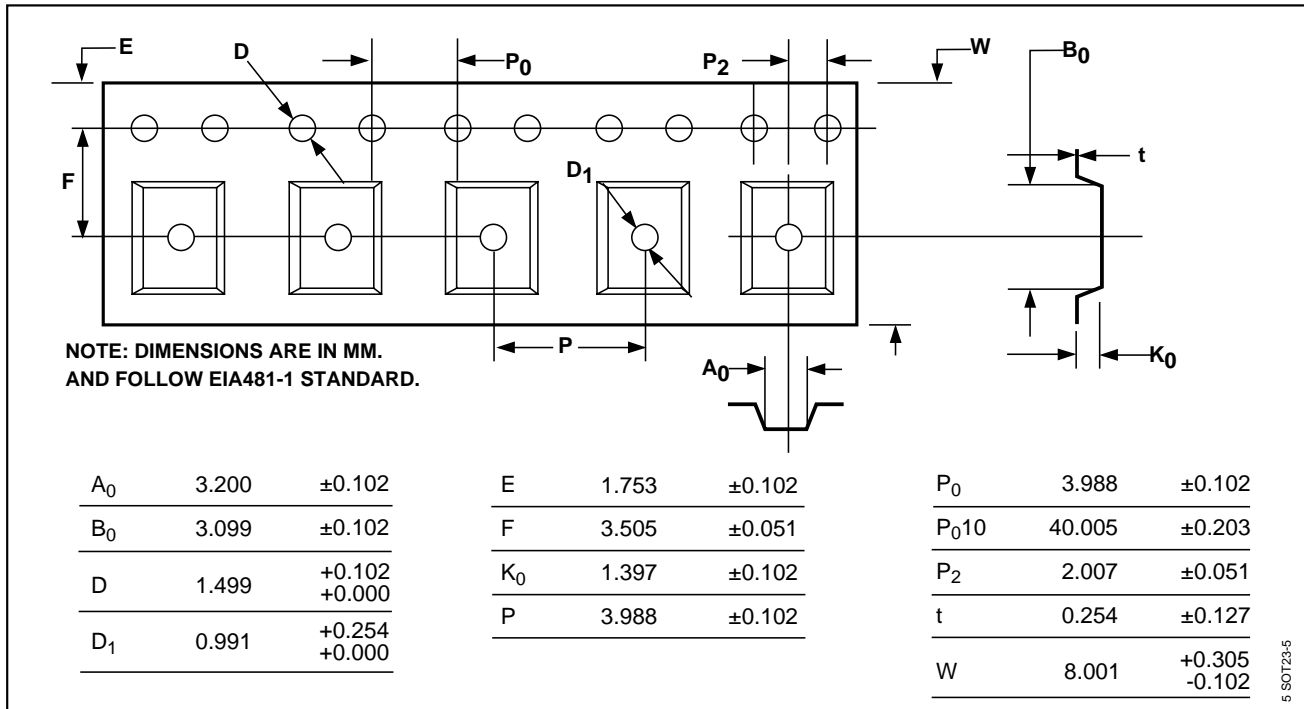 E
D
P0
P2
W
B0
t
F
D1
P
A0
K0
NOTE: DIMENSIONS ARE IN MM.
AND FOLLOW EIA481-1 STANDARD.
A0 3.200 ±0.102
B0 3.099 ±0.102
D 1.499 +0.102 +0.000
D1 0.991 +0.254 +0.000
E 1.753 ±0.102
F 3.505 ±0.051
K0 1.397 ±0.102
P 3.988 ±0.102
P0 3.988 ±0.102
P010 40.005 ±0.203
P2 2.007 ±0.051
t 0.254 ±0.127
W 8.001 +0.305 -0.102
5 SOT23-5